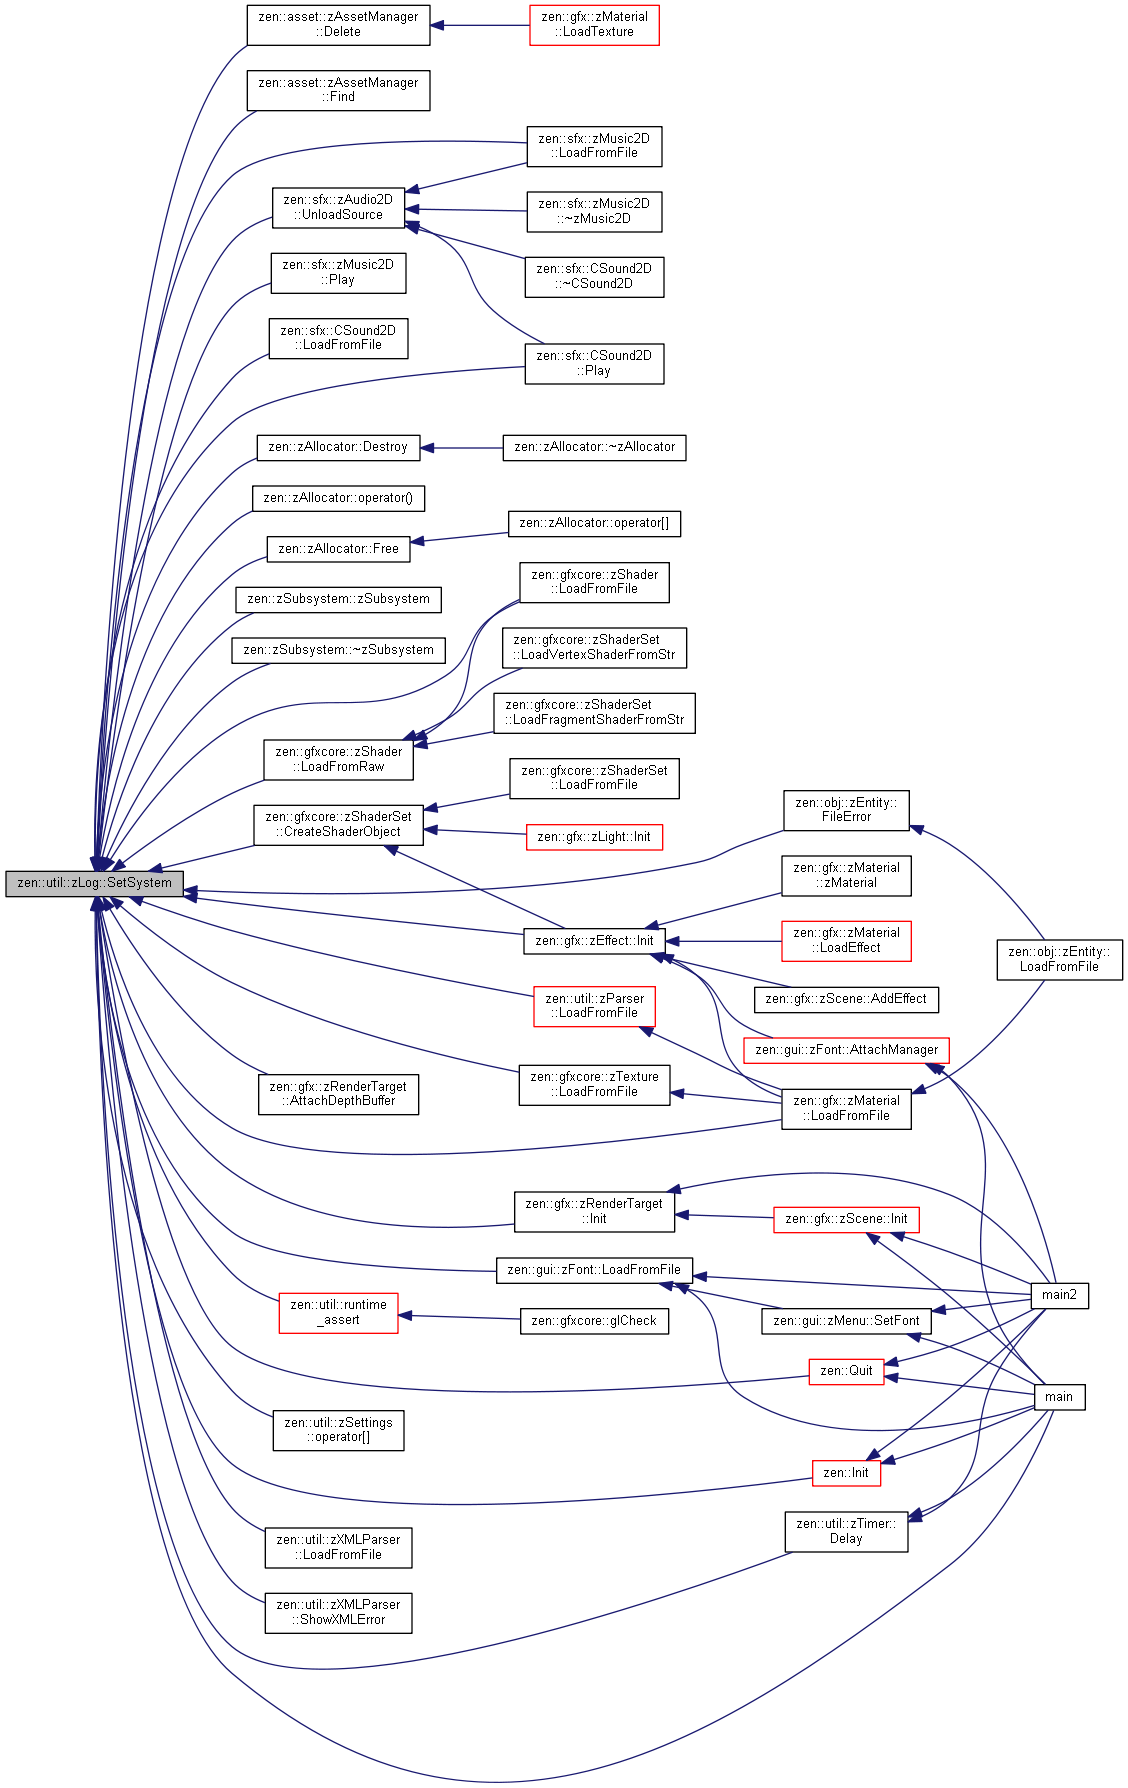 zen::asset::zAssetManager
::Delete
zen::gfx::zMaterial
::LoadTexture
zen::asset::zAssetManager
::Find
zen::sfx::zMusic2D
::LoadFromFile
zen::sfx::zAudio2D
::UnloadSource
zen::sfx::zMusic2D
::~zMusic2D
zen::sfx::zMusic2D
::Play
zen::sfx::CSound2D
::~CSound2D
zen::sfx::CSound2D
::LoadFromFile
zen::sfx::CSound2D
::Play
zen::zAllocator::Destroy
zen::zAllocator::~zAllocator
zen::zAllocator::operator()
zen::zAllocator::operator[]
zen::zAllocator::Free
zen::gfxcore::zShader
::LoadFromFile
zen::zSubsystem::zSubsystem
zen::zSubsystem::~zSubsystem
zen::gfxcore::zShaderSet
::LoadVertexShaderFromStr
zen::gfxcore::zShaderSet
::LoadFragmentShaderFromStr
zen::gfxcore::zShader
::LoadFromRaw
zen::gfxcore::zShaderSet
::LoadFromFile
zen::gfxcore::zShaderSet
::CreateShaderObject
zen::gfx::zLight::Init
zen::obj::zEntity::
FileError
zen::util::zLog::SetSystem
zen::gfx::zMaterial
::zMaterial
zen::gfx::zEffect::Init
zen::gfx::zMaterial
::LoadEffect
zen::obj::zEntity::
LoadFromFile
zen::gfx::zScene::AddEffect
zen::util::zParser
::LoadFromFile
zen::gui::zFont::AttachManager
zen::gfx::zRenderTarget
::AttachDepthBuffer
zen::gfxcore::zTexture
::LoadFromFile
zen::gfx::zMaterial
::LoadFromFile
zen::gfx::zRenderTarget
::Init
zen::gfx::zScene::Init
zen::gui::zFont::LoadFromFile
main2
zen::util::runtime
_assert
zen::gfxcore::glCheck
zen::gui::zMenu::SetFont
zen::Quit
main
zen::util::zSettings
::operator[]
zen::Init
zen::util::zTimer::
Delay
zen::util::zXMLParser
::LoadFromFile
zen::util::zXMLParser
::ShowXMLError